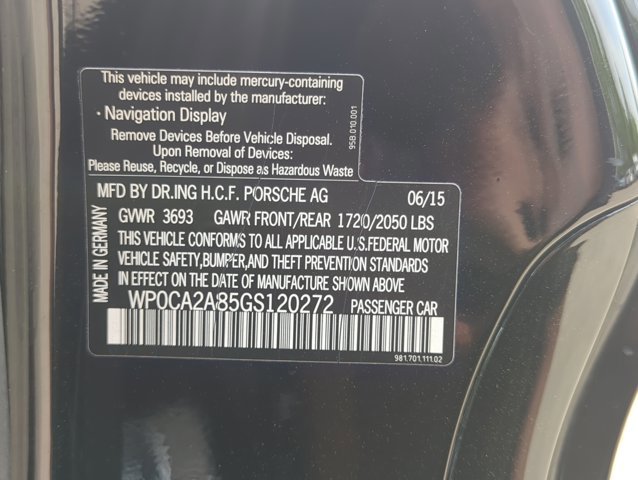 This vehicle may include mercury-containing
devices installed by the manufacturer:
• Navigation Display
Remove Devices Before Vehicle Disposal.
Upon Removal of Devices:
Please Reuse, Recycle, or Dispose as Hazardous Waste
958.010.001
MFD BY DR.ING H.C.F. PORSCHE AG 06/15
GVWR 3693 GAWR FRONT/REAR 1720/2050 LBS
THIS VEHICLE CONFORMS TO ALL APPLICABLE U.S.FEDERAL MOTOR
VEHICLE SAFETY,BUMPER,AND THEFT PREVENTION STANDARDS
IN EFFECT ON THE DATE OF MANUFACTURE SHOWN ABOVE
WP0CA2A85GS120272 PASSENGER CAR
MADE IN GERMANY
981.701.111.02